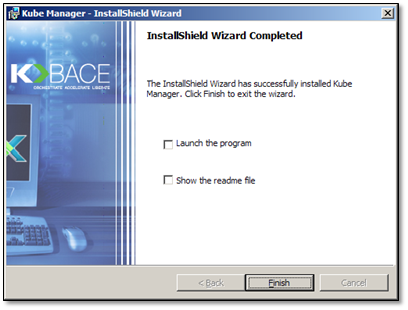 Kube Manager - InstallShield Wizard
InstallShield Wizard Completed
K BACE
ORCHESTRATE ACCELERATE LIBERATE
The InstallShield Wizard has successfully installed Kube
Manager. Click Finish to exit the wizard.
Launch the program
Show the readme file
< Back
Finish
Cancel